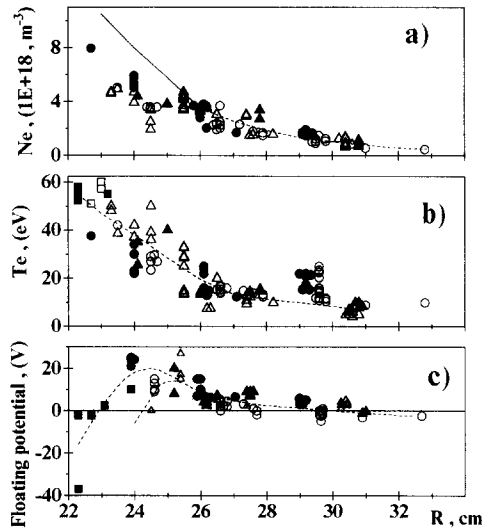 a)
Ne , (1E+18 , m-3)
8
4
0
b)
Te , (eV)
60
40
20
0
c)
Floating potential , (V)
20
0
-20
-40
22 24 26 28 30 32 R , cm